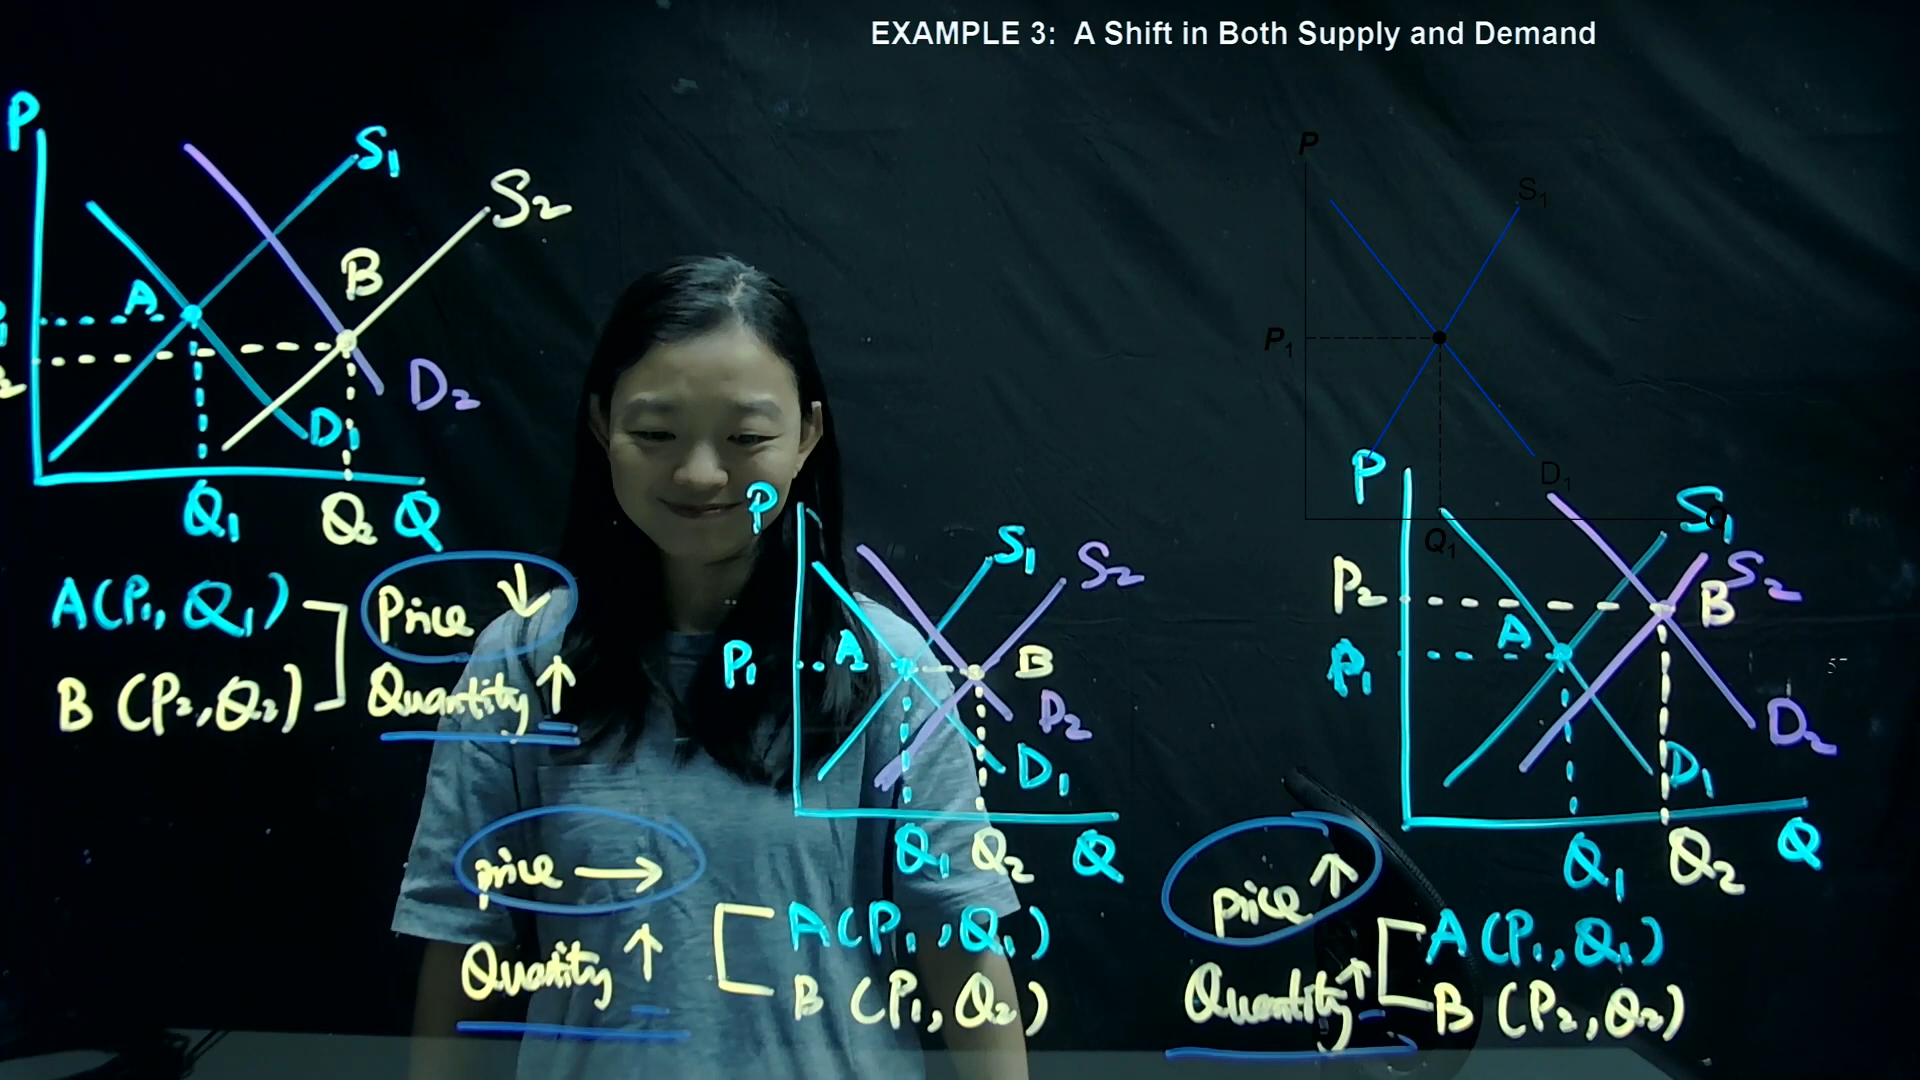 EXAMPLE 3: A Shift in Both Supply and Demand
P
S1
S2
A
B
D2
D1
Q1
Q2
Q
A(P1, Q1)
B (P2, Q2)
Price ↓
Quantity ↑
P
S1
S2
P1
A
B
D2
D1
Q1
Q2
Q
price →
Quantity ↑
A(P1, Q1)
B (P1, Q2)
P
S1
P1
D1
Q1
Q
P
S1
S2
P2
B
P1
A
D2
D1
Q1
Q2
Q
price ↑
Quantity ↑
A (P1, Q1)
B (P2, Q2)